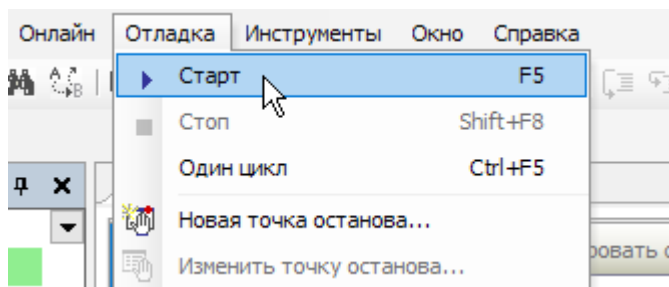 Онлайн Отладка Инструменты Окно Справка
Старт F5
Стоп Shift+F8
Один цикл Ctrl+F5
Новая точка останова...
Изменить точку останова...